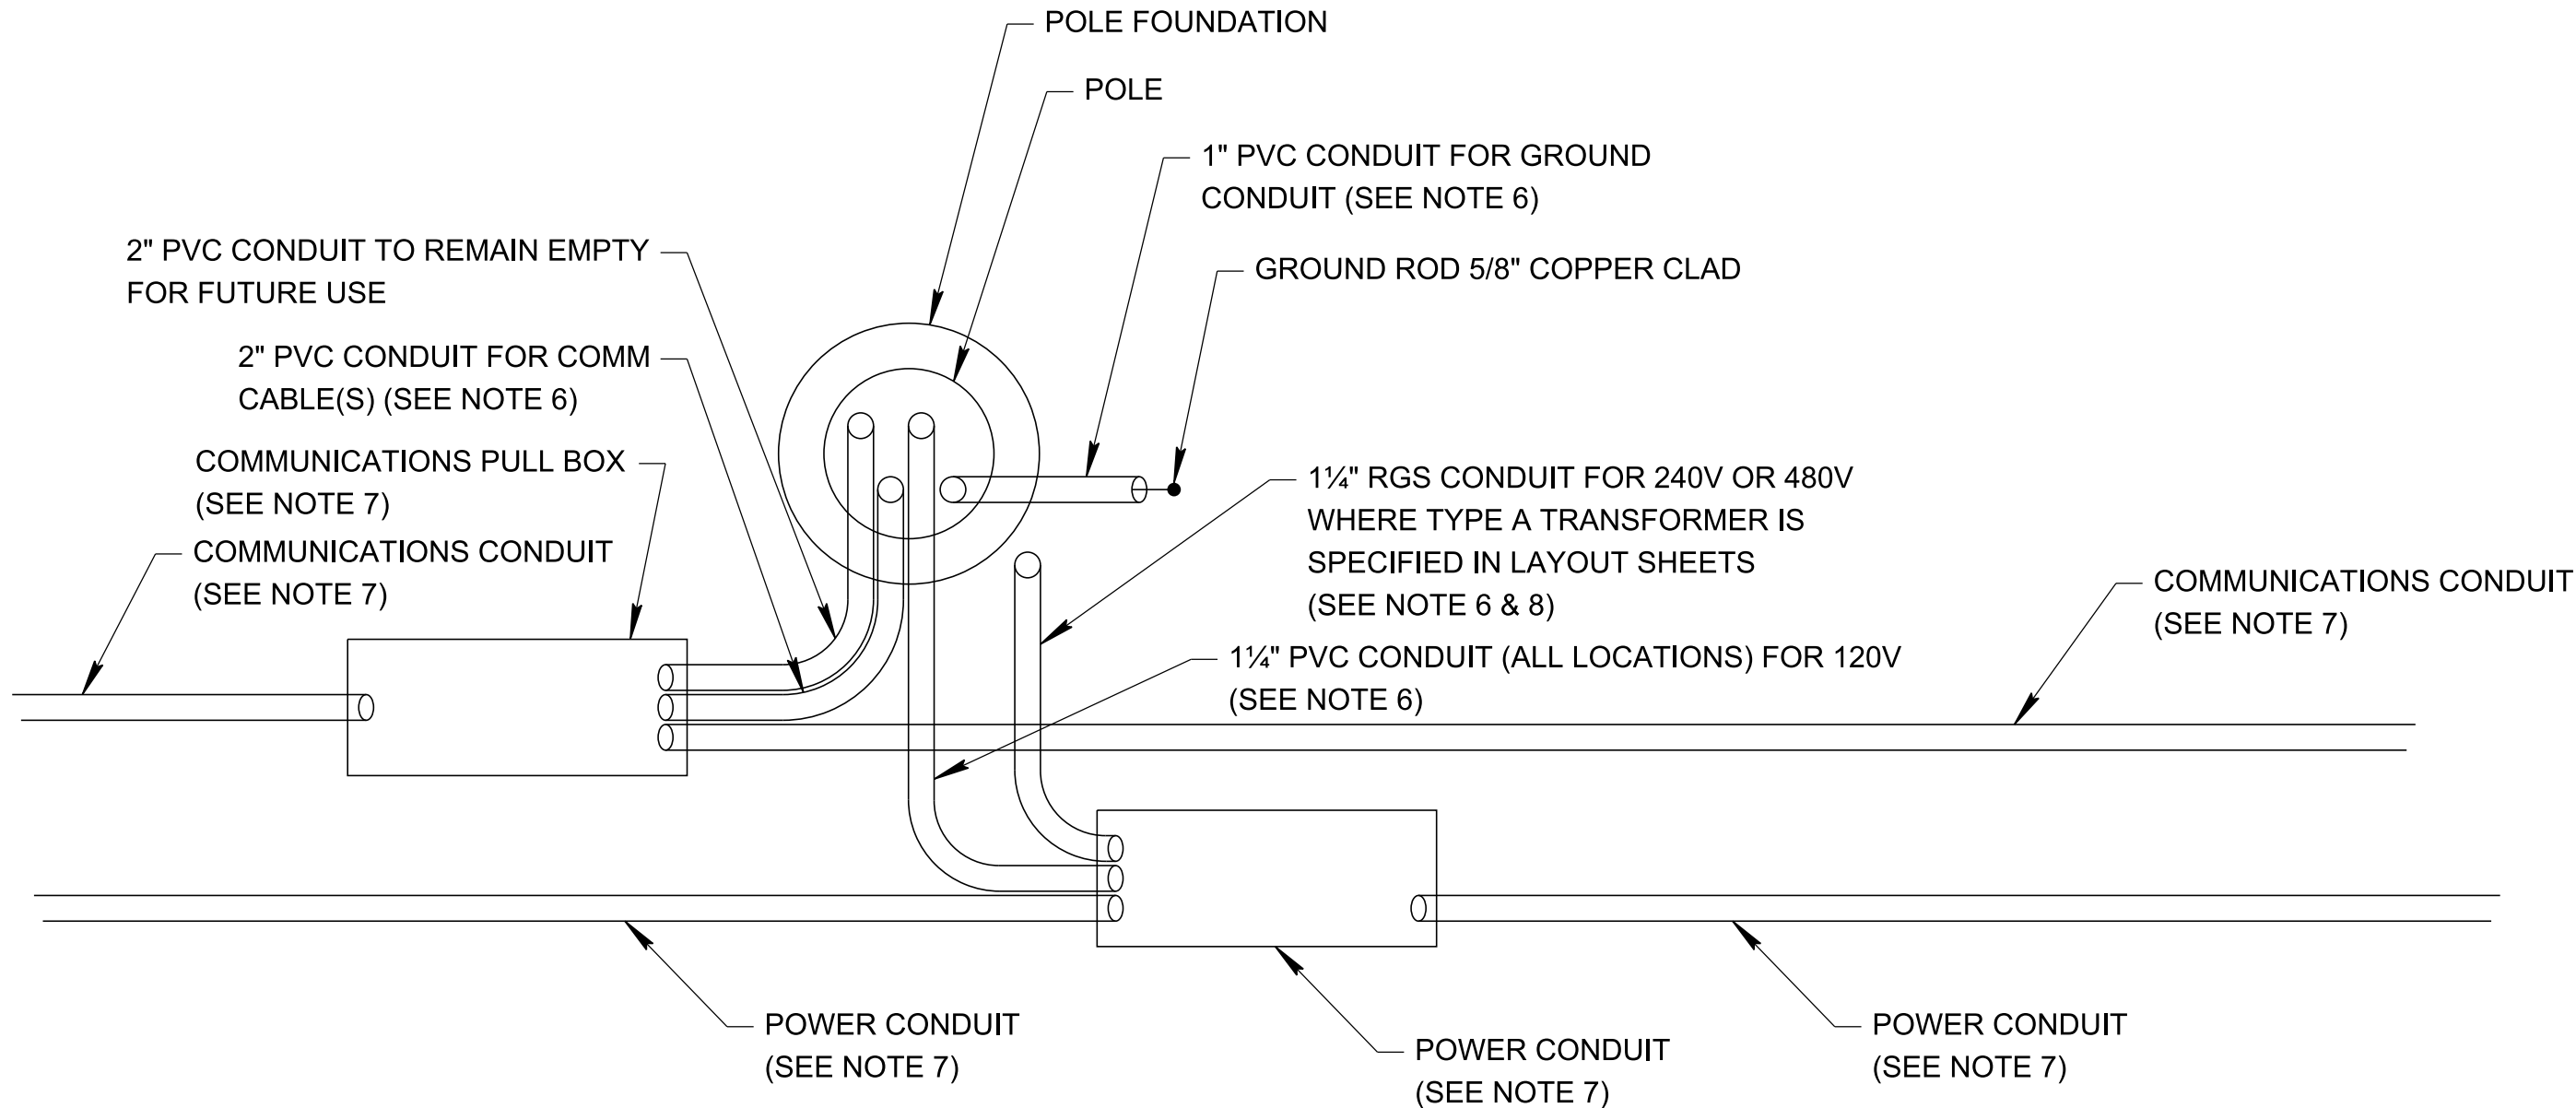 POLE FOUNDATION
POLE
1" PVC CONDUIT FOR GROUND
CONDUIT (SEE NOTE 6)
2" PVC CONDUIT TO REMAIN EMPTY
FOR FUTURE USE
GROUND ROD 5/8" COPPER CLAD
2" PVC CONDUIT FOR COMM
CABLE(S) (SEE NOTE 6)
COMMUNICATIONS PULL BOX
(SEE NOTE 7)
1¼" RGS CONDUIT FOR 240V OR 480V
WHERE TYPE A TRANSFORMER IS
SPECIFIED IN LAYOUT SHEETS
(SEE NOTE 6 & 8)
COMMUNICATIONS CONDUIT
(SEE NOTE 7)
COMMUNICATIONS CONDUIT
(SEE NOTE 7)
1¼" PVC CONDUIT (ALL LOCATIONS) FOR 120V
(SEE NOTE 6)
POWER CONDUIT
(SEE NOTE 7)
POWER CONDUIT
(SEE NOTE 7)
POWER CONDUIT
(SEE NOTE 7)